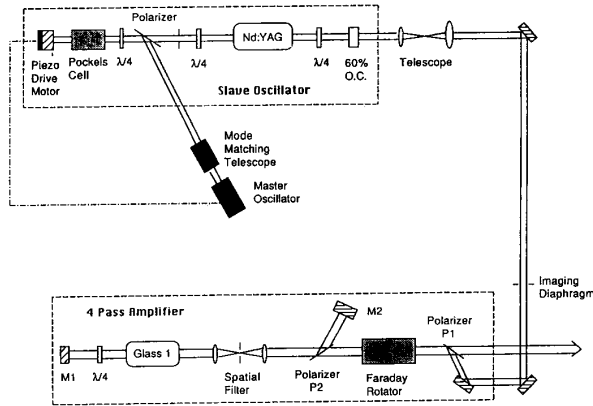 Polarizer
Nd:YAG
Piezo
Drive
Motor
Pockels
Cell
λ/4
λ/4
λ/4
60%
O.C.
Telescope
Slave Oscillator
Mode
Matching
Telescope
Master
Oscillator
Imaging
Diaphragm
4 Pass Amplifier
M2
Polarizer
P1
Glass 1
M1
λ/4
Spatial
Filter
Polarizer
P2
Faraday
Rotator